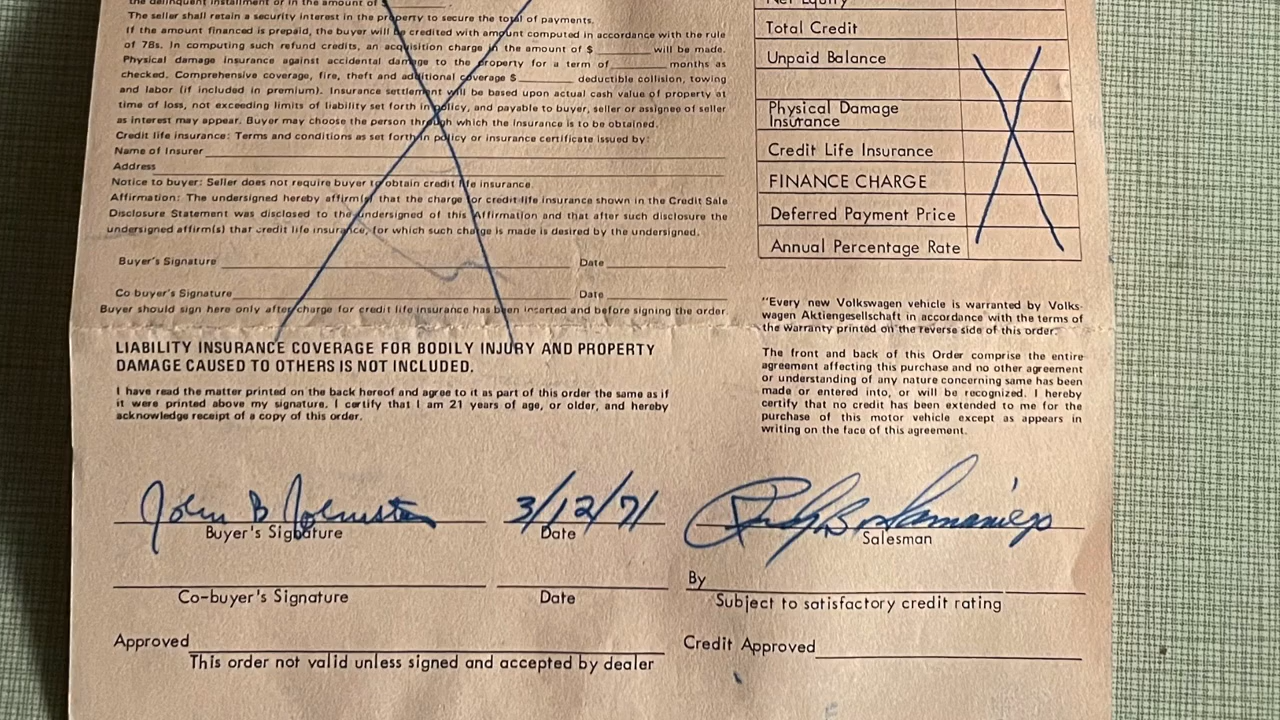 the delinquent installment or in the amount of $
The seller shall retain a security interest in the property to secure the total of payments.
If the amount financed is prepaid, the buyer will be credited with amount computed in accordance with the rule
of 78s. In computing such refund credits, an acquisition charge in the amount of $ will be made.
Physical damage insurance against accidental damage to the property for a term of months as
checked. Comprehensive coverage, fire, theft and additional coverage $ deductible collision, towing
and labor (if included in premium). Insurance settlement will be based upon actual cash value of property at
time of loss, not exceeding limits of liability set forth in policy, and payable to buyer, seller or assignee of seller
as interest may appear. Buyer may choose the person through which the insurance is to be obtained.
Credit life insurance: Terms and conditions as set forth in policy or insurance certificate issued by:
Name of Insurer
Address
Notice to buyer: Seller does not require buyer to obtain credit life insurance.
Affirmation: The undersigned hereby affirm(s) that the charge for credit life insurance shown in the Credit Sale
Disclosure Statement was disclosed to the undersigned of this Affirmation and that after such disclosure the
undersigned affirm(s) that credit life insurance, for which such charge is made is desired by the undersigned.
Buyer's Signature Date
Co buyer's Signature Date
Buyer should sign here only after charge for credit life insurance has been inserted and before signing the order.
Net Equity
Total Credit
Unpaid Balance
Physical Damage
Insurance
Credit Life Insurance
FINANCE CHARGE
Deferred Payment Price
Annual Percentage Rate
"Every new Volkswagen vehicle is warranted by Volks-
wagen Aktiengesellschaft in accordance with the terms of
the warranty printed on the reverse side of this order."
LIABILITY INSURANCE COVERAGE FOR BODILY INJURY AND PROPERTY
DAMAGE CAUSED TO OTHERS IS NOT INCLUDED.
I have read the matter printed on the back hereof and agree to it as part of this order the same as if
it were printed above my signature. I certify that I am 21 years of age, or older, and hereby
acknowledge receipt of a copy of this order.
The front and back of this Order comprise the entire
agreement affecting this purchase and no other agreement
or understanding of any nature concerning same has been
made or entered into, or will be recognized. I hereby
certify that no credit has been extended to me for the
purchase of this motor vehicle except as appears in
writing on the face of this agreement.
John B Johnston 3/12/71 B Samaniego
Buyer's Signature Date Salesman
By
Co-buyer's Signature Date Subject to satisfactory credit rating
Approved Credit Approved
This order not valid unless signed and accepted by dealer